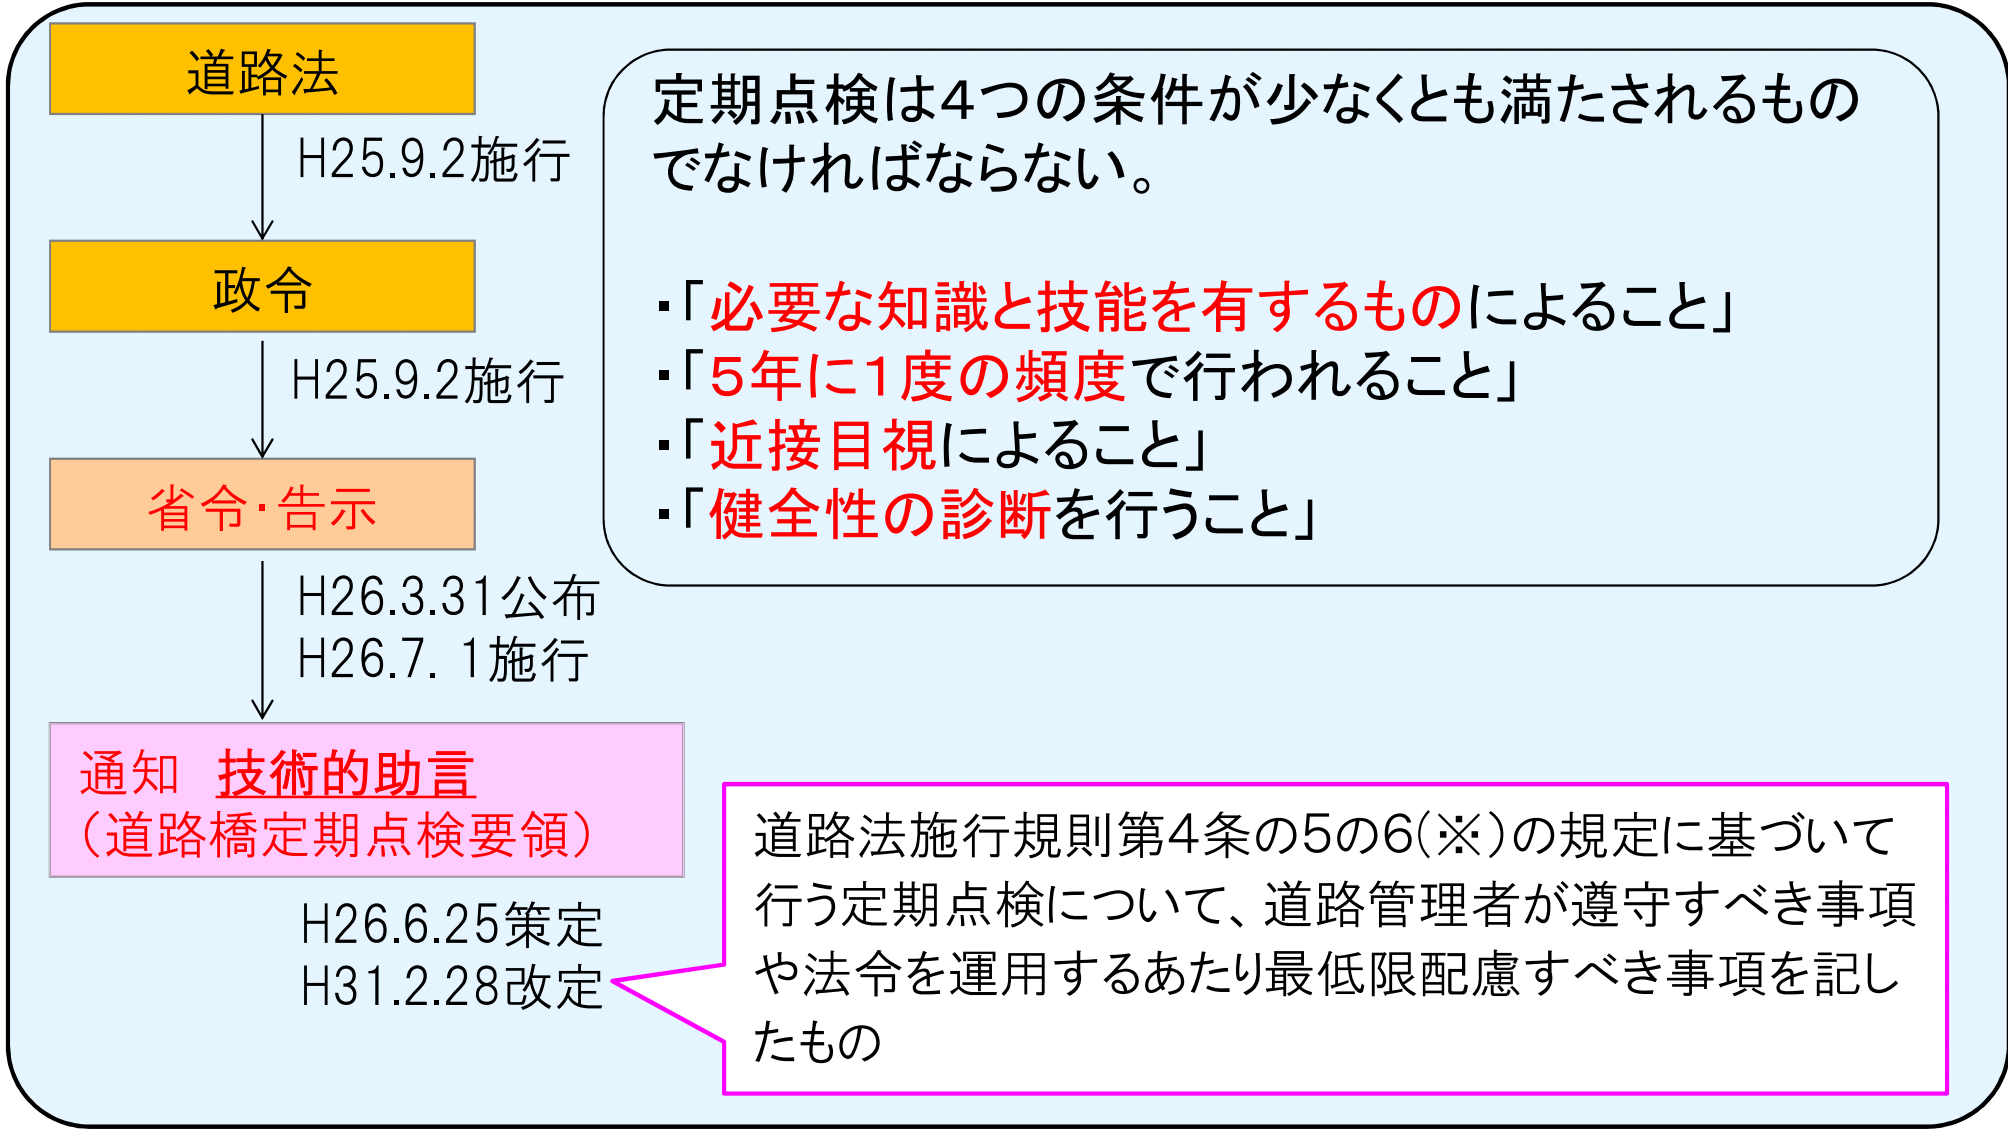 道路法
H25.9.2施行
政令
H25.9.2施行
省令・告示
H26.3.31公布
H26.7. 1施行
通知　技術的助言
（道路橋定期点検要領）
H26.6.25策定
H31.2.28改定
定期点検は４つの条件が少なくとも満たされるもの
でなければならない。
・「必要な知識と技能を有するものによること」
・「５年に１度の頻度で行われること」
・「近接目視によること」
・「健全性の診断を行うこと」
道路法施行規則第4条の5の6(※)の規定に基づいて
行う定期点検について、道路管理者が遵守すべき事項
や法令を運用するあたり最低限配慮すべき事項を記し
たもの